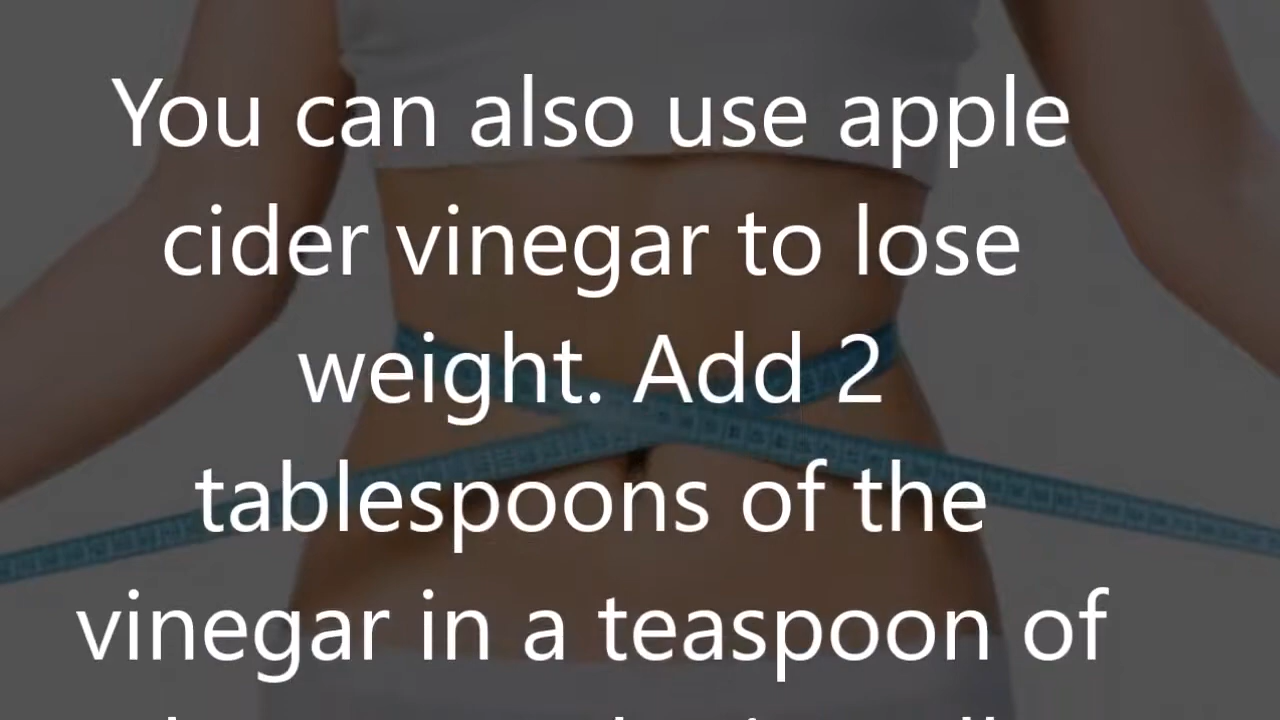 You can also use apple
cider vinegar to lose
weight. Add 2
tablespoons of the
vinegar in a teaspoon of